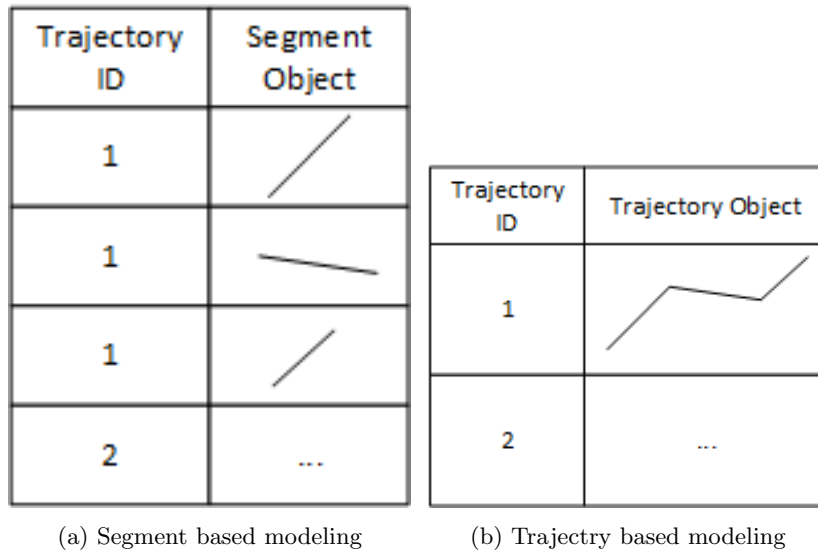 Trajectory
ID
Segment
Object
1
1
1
2
...
(a) Segment based modeling
Trajectory
ID
Trajectory Object
1
2
...
(b) Trajectry based modeling